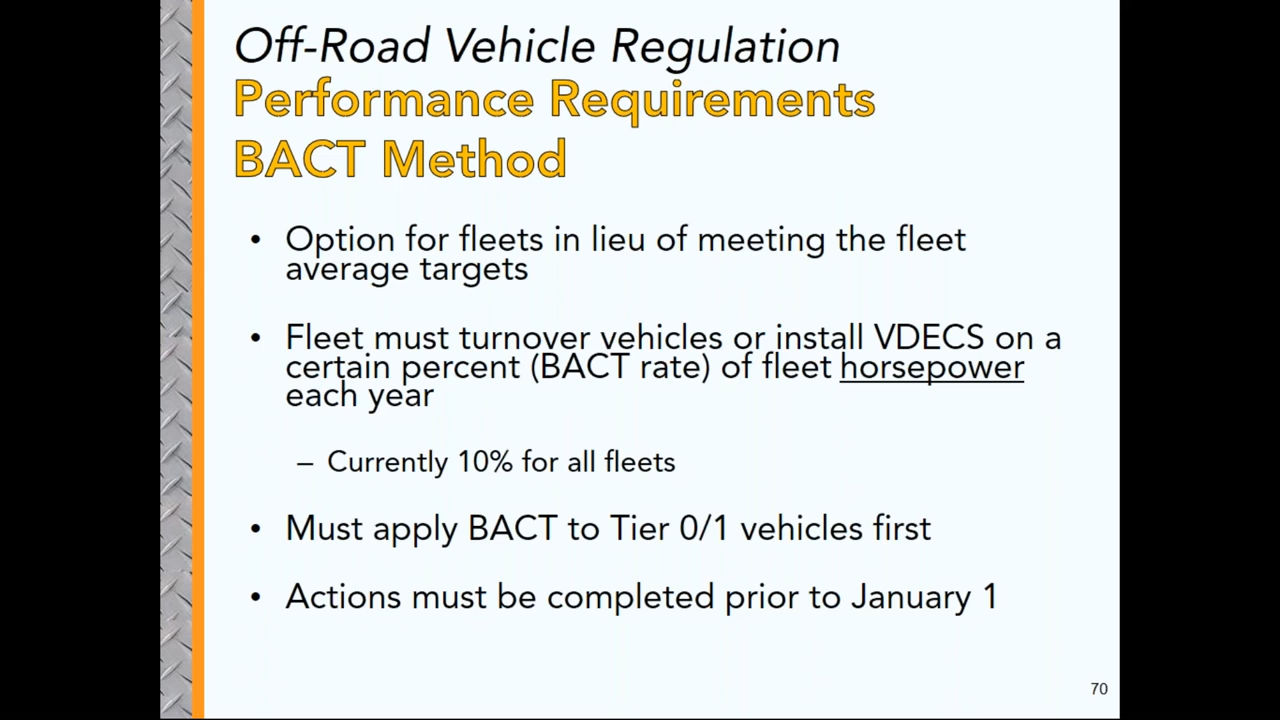 Off-Road Vehicle Regulation
Performance Requirements
BACT Method
• Option for fleets in lieu of meeting the fleet
average targets
• Fleet must turnover vehicles or install VDECS on a
certain percent (BACT rate) of fleet horsepower
each year
– Currently 10% for all fleets
• Must apply BACT to Tier 0/1 vehicles first
• Actions must be completed prior to January 1
70